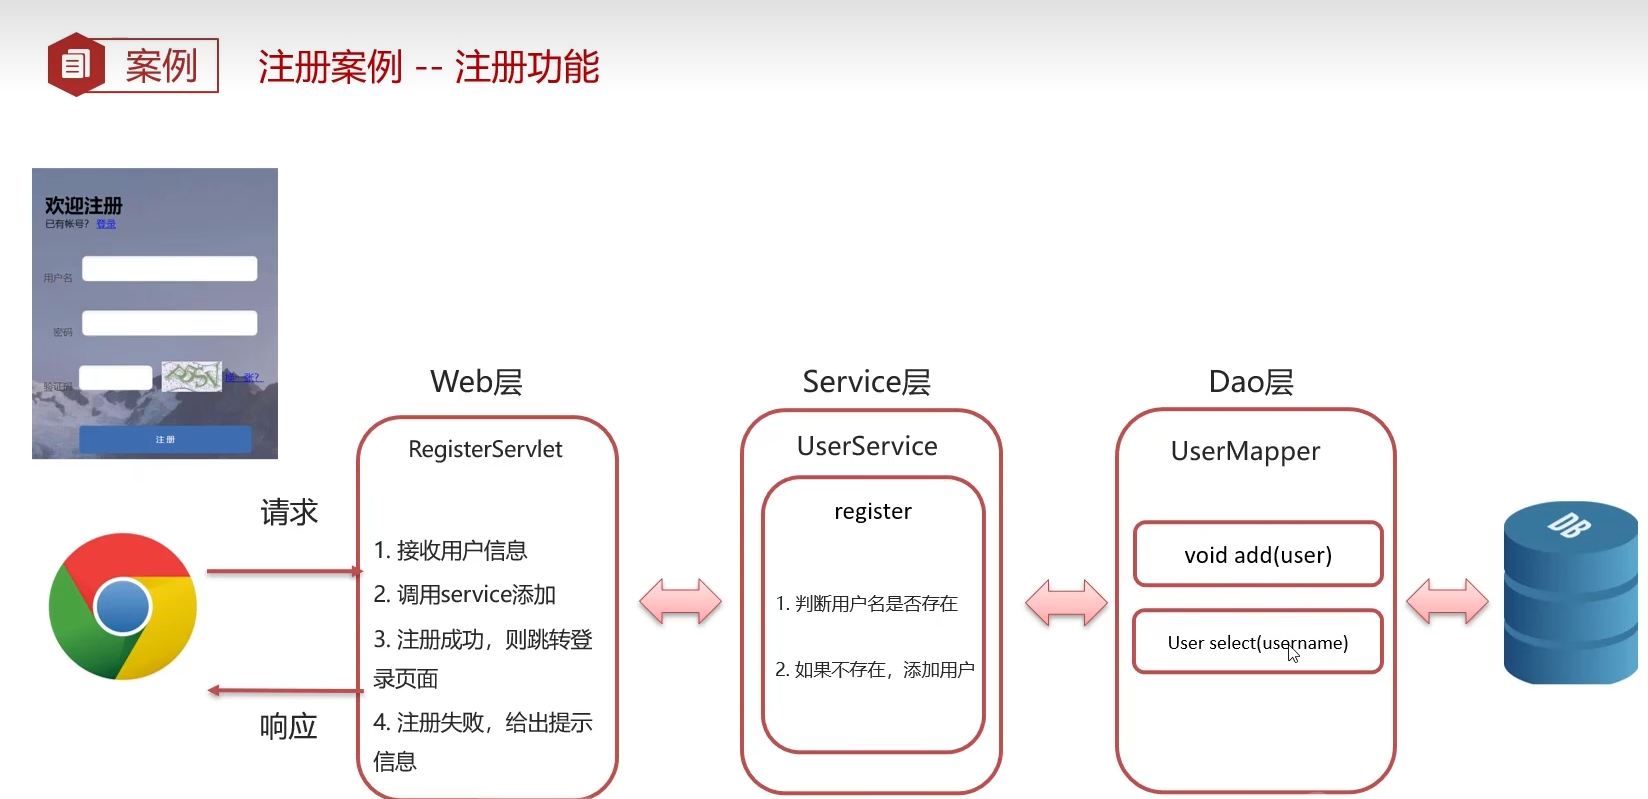 案例
注册案例 -- 注册功能
欢迎注册
已有帐号? 登录
用户名
密码
验证码
换一张?
注册
请求
响应
Web层
RegisterServlet
1. 接收用户信息
2. 调用service添加
3. 注册成功，则跳转登
录页面
4. 注册失败，给出提示
信息
Service层
UserService
register
1. 判断用户名是否存在
2. 如果不存在，添加用户
Dao层
UserMapper
void add(user)
User select(username)
DB